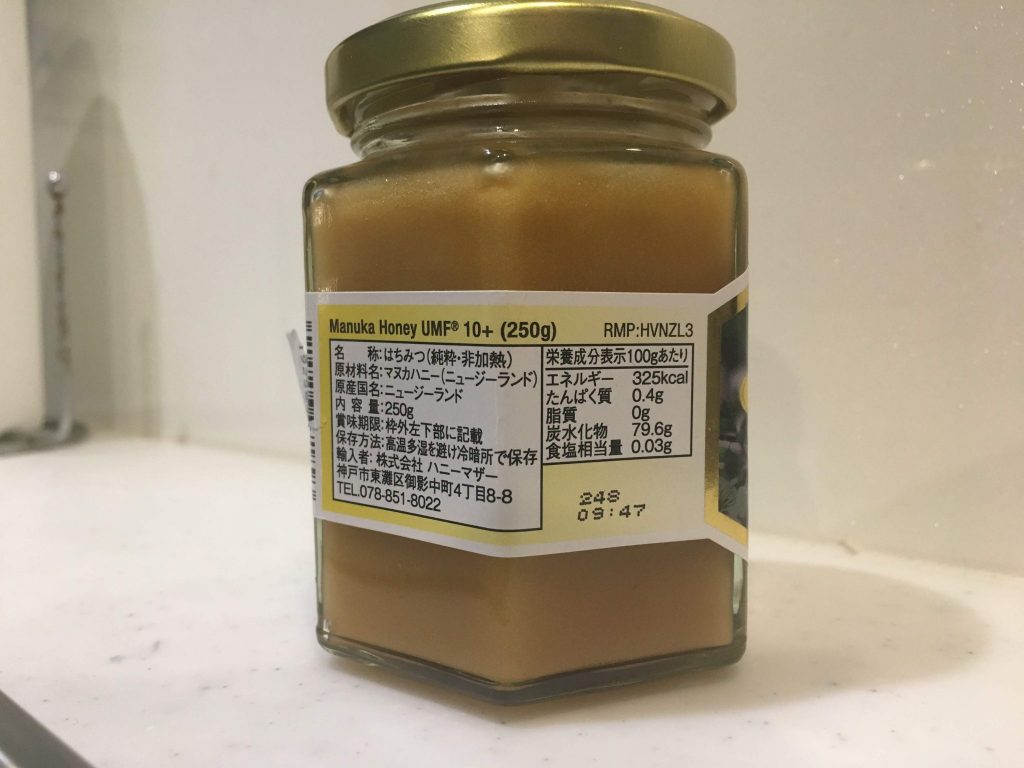 Manuka Honey UMF® 10+ (250g)
RMP:HVNZL3
名 称:はちみつ(純粋・非加熱)
原材料名:マヌカハニー(ニュージーランド)
原産国名:ニュージーランド
内 容 量:250g
賞味期限:枠外左下部に記載
保存方法:高温多湿を避け冷暗所で保存
輸入者:株式会社 ハニーマザー
神戸市東灘区御影中町4丁目8-8
TEL.078-851-8022
栄養成分表示100gあたり
エネルギー 325kcal
たんぱく質 0.4g
脂質 0g
炭水化物 79.6g
食塩相当量 0.03g
248
09:47